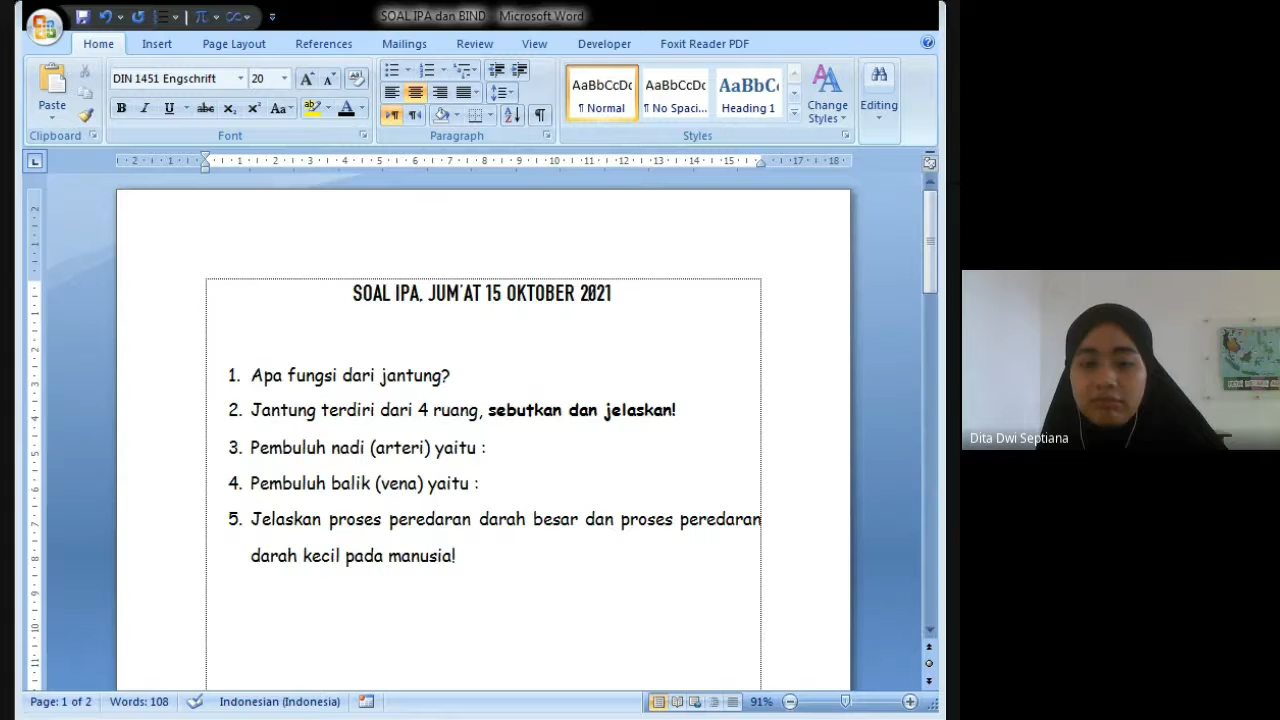 SOAL IPA dan BIND - Microsoft Word
Home Insert Page Layout References Mailings Review View Developer Foxit Reader PDF
DIN 1451 Engschrift 20
Paste
AaBbCcDc AaBbCcDc AaBbC
¶ Normal ¶ No Spaci... Heading 1
Change Styles
Editing
Clipboard Font Paragraph Styles
SOAL IPA, JUM'AT 15 OKTOBER 2021
1. Apa fungsi dari jantung?
2. Jantung terdiri dari 4 ruang, sebutkan dan jelaskan!
3. Pembuluh nadi (arteri) yaitu :
4. Pembuluh balik (vena) yaitu :
5. Jelaskan proses peredaran darah besar dan proses peredaran
darah kecil pada manusia!
Dita Dwi Septiana
Page: 1 of 2 Words: 108 Indonesian (Indonesia) 91%